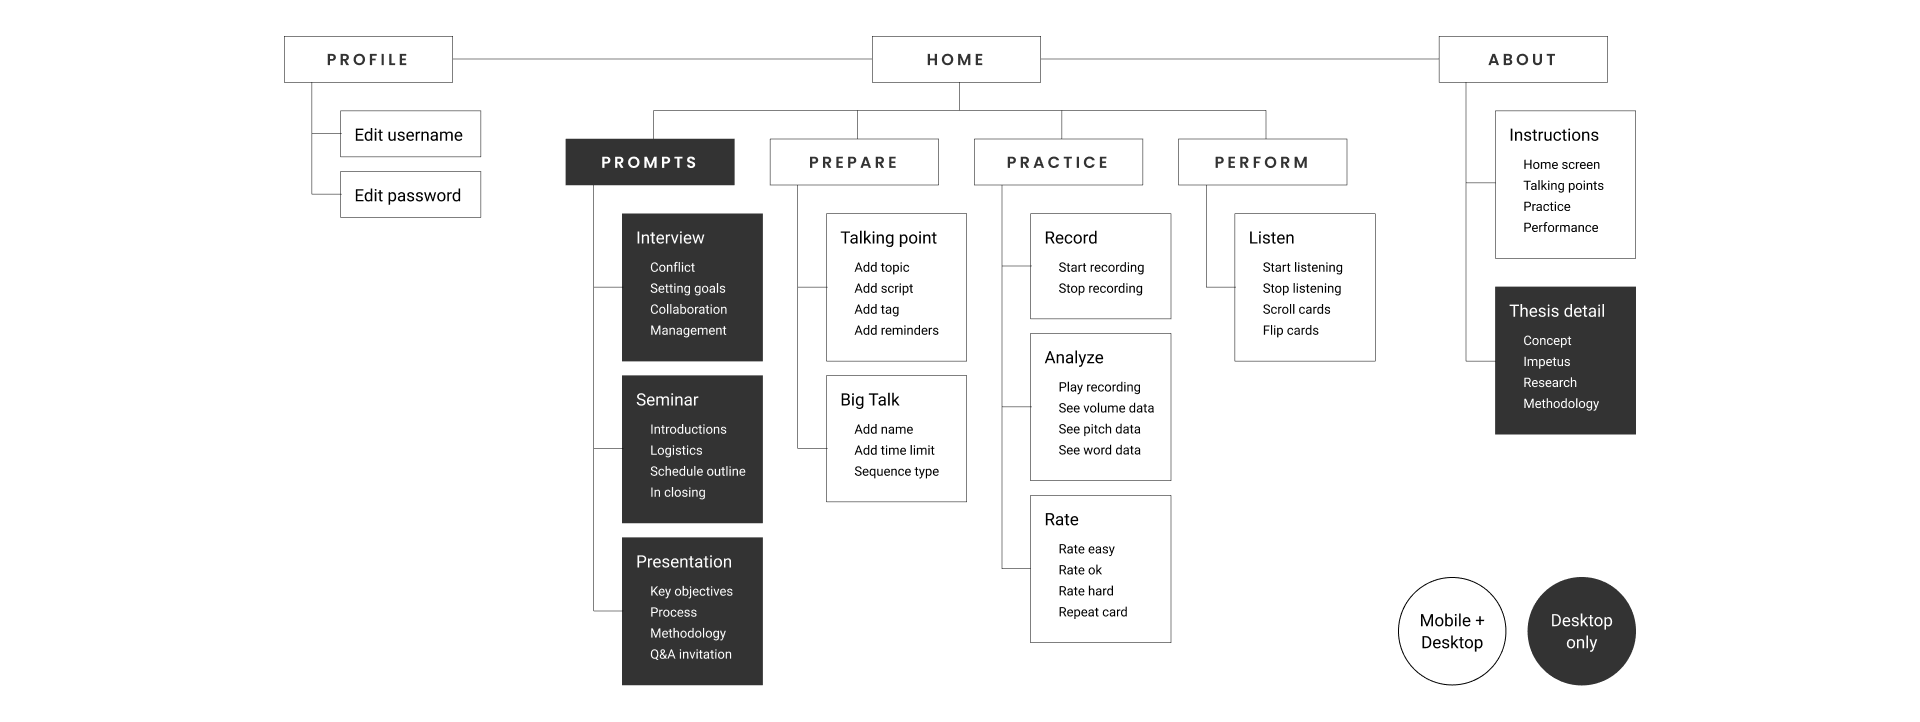 PROFILE
HOME
ABOUT
Edit username
Edit password
PROMPTS
Interview
Conflict
Setting goals
Collaboration
Management
Seminar
Introductions
Logistics
Schedule outline
In closing
Presentation
Key objectives
Process
Methodology
Q&A invitation
PREPARE
Talking point
Add topic
Add script
Add tag
Add reminders
Big Talk
Add name
Add time limit
Sequence type
PRACTICE
Record
Start recording
Stop recording
Analyze
Play recording
See volume data
See pitch data
See word data
Rate
Rate easy
Rate ok
Rate hard
Repeat card
PERFORM
Listen
Start listening
Stop listening
Scroll cards
Flip cards
Instructions
Home screen
Talking points
Practice
Performance
Thesis detail
Concept
Impetus
Research
Methodology
Mobile +
Desktop
Desktop
only